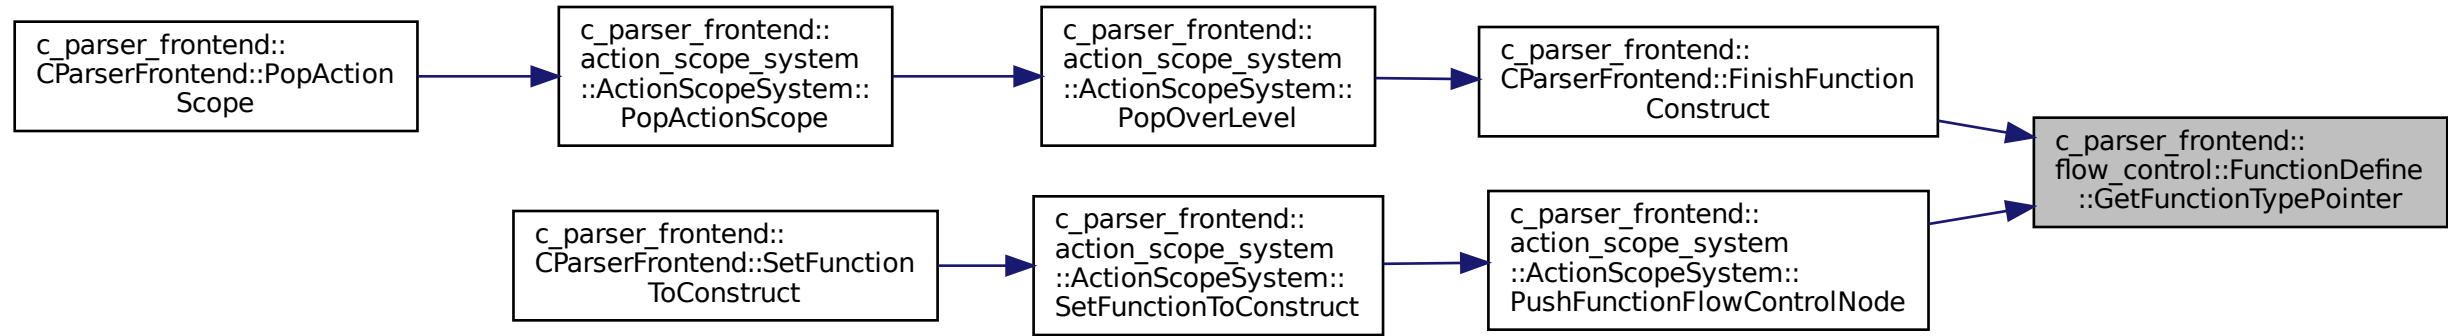 c_parser_frontend::
CParserFrontend::PopAction
Scope
c_parser_frontend::
action_scope_system
::ActionScopeSystem::
PopActionScope
c_parser_frontend::
action_scope_system
::ActionScopeSystem::
PopOverLevel
c_parser_frontend::
CParserFrontend::FinishFunction
Construct
c_parser_frontend::
flow_control::FunctionDefine
::GetFunctionTypePointer
c_parser_frontend::
CParserFrontend::SetFunction
ToConstruct
c_parser_frontend::
action_scope_system
::ActionScopeSystem::
SetFunctionToConstruct
c_parser_frontend::
action_scope_system
::ActionScopeSystem::
PushFunctionFlowControlNode